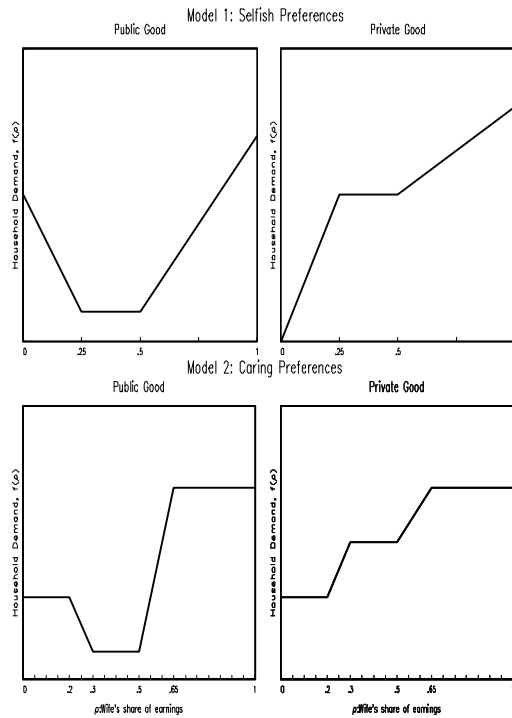 Model 1: Selfish Preferences
Public Good
Private Good
Household Demand, f(ρ)
Household Demand, f(ρ)
0 .25 .5 1
0 .25 .5
Model 2: Caring Preferences
Public Good
Private Good
Household Demand, f(ρ)
Household Demand, f(ρ)
0 .2 .3 .5 .65 1
0 .2 .3 .5 .65 1
ρ:Wife's share of earnings
ρ:Wife's share of earnings